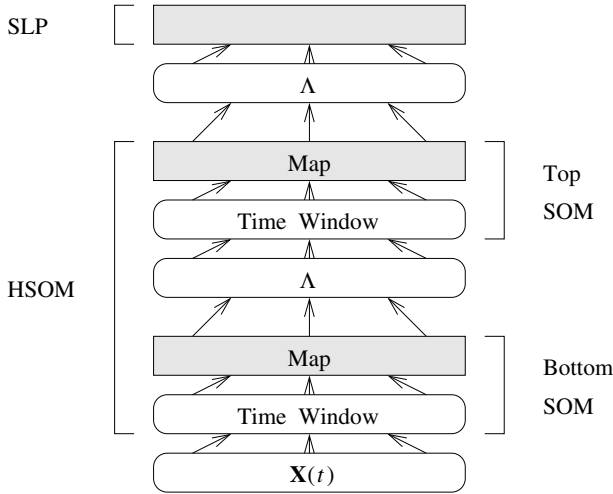 SLP
Λ
Map
Top
SOM
Time Window
HSOM
Λ
Map
Bottom
SOM
Time Window
X(t)